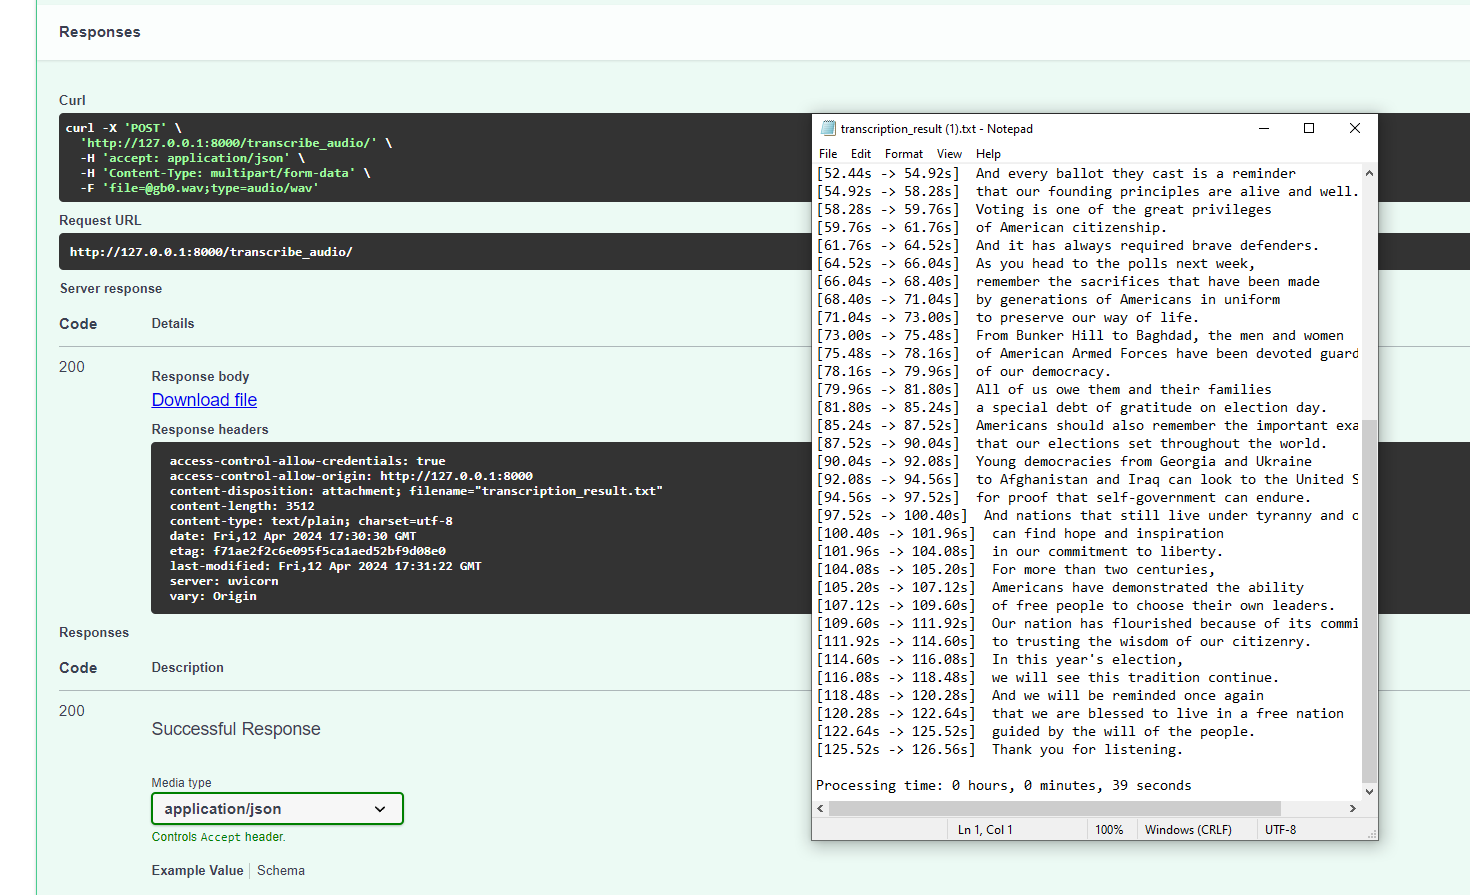 Responses
Curl
curl -X 'POST' \
'http://127.0.0.1:8000/transcribe_audio/' \
-H 'accept: application/json' \
-H 'Content-Type: multipart/form-data' \
-F 'file=@gb0.wav;type=audio/wav'
Request URL
http://127.0.0.1:8000/transcribe_audio/
Server response
Code Details
200
Response body
Download file
Response headers
access-control-allow-credentials: true
access-control-allow-origin: http://127.0.0.1:8000
content-disposition: attachment; filename="transcription_result.txt"
content-length: 3512
content-type: text/plain; charset=utf-8
date: Fri,12 Apr 2024 17:30:30 GMT
etag: f71ae2f2c6e095f5ca1aed52bf9d08e0
last-modified: Fri,12 Apr 2024 17:31:22 GMT
server: uvicorn
vary: Origin
Responses
Code Description
200
Successful Response
Media type
application/json
Controls Accept header.
Example Value Schema
transcription_result (1).txt - Notepad
File Edit Format View Help
[52.44s -> 54.92s] And every ballot they cast is a reminder
[54.92s -> 58.28s] that our founding principles are alive and well.
[58.28s -> 59.76s] Voting is one of the great privileges
[59.76s -> 61.76s] of American citizenship.
[61.76s -> 64.52s] And it has always required brave defenders.
[64.52s -> 66.04s] As you head to the polls next week,
[66.04s -> 68.40s] remember the sacrifices that have been made
[68.40s -> 71.04s] by generations of Americans in uniform
[71.04s -> 73.00s] to preserve our way of life.
[73.00s -> 75.48s] From Bunker Hill to Baghdad, the men and women
[75.48s -> 78.16s] of American Armed Forces have been devoted guard
[78.16s -> 79.96s] of our democracy.
[79.96s -> 81.80s] All of us owe them and their families
[81.80s -> 85.24s] a special debt of gratitude on election day.
[85.24s -> 87.52s] Americans should also remember the important exa
[87.52s -> 90.04s] that our elections set throughout the world.
[90.04s -> 92.08s] Young democracies from Georgia and Ukraine
[92.08s -> 94.56s] to Afghanistan and Iraq can look to the United S
[94.56s -> 97.52s] for proof that self-government can endure.
[97.52s -> 100.40s] And nations that still live under tyranny and c
[100.40s -> 101.96s] can find hope and inspiration
[101.96s -> 104.08s] in our commitment to liberty.
[104.08s -> 105.20s] For more than two centuries,
[105.20s -> 107.12s] Americans have demonstrated the ability
[107.12s -> 109.60s] of free people to choose their own leaders.
[109.60s -> 111.92s] Our nation has flourished because of its commi
[111.92s -> 114.60s] to trusting the wisdom of our citizenry.
[114.60s -> 116.08s] In this year's election,
[116.08s -> 118.48s] we will see this tradition continue.
[118.48s -> 120.28s] And we will be reminded once again
[120.28s -> 122.64s] that we are blessed to live in a free nation
[122.64s -> 125.52s] guided by the will of the people.
[125.52s -> 126.56s] Thank you for listening.
Processing time: 0 hours, 0 minutes, 39 seconds
Ln 1, Col 1 100% Windows (CRLF) UTF-8